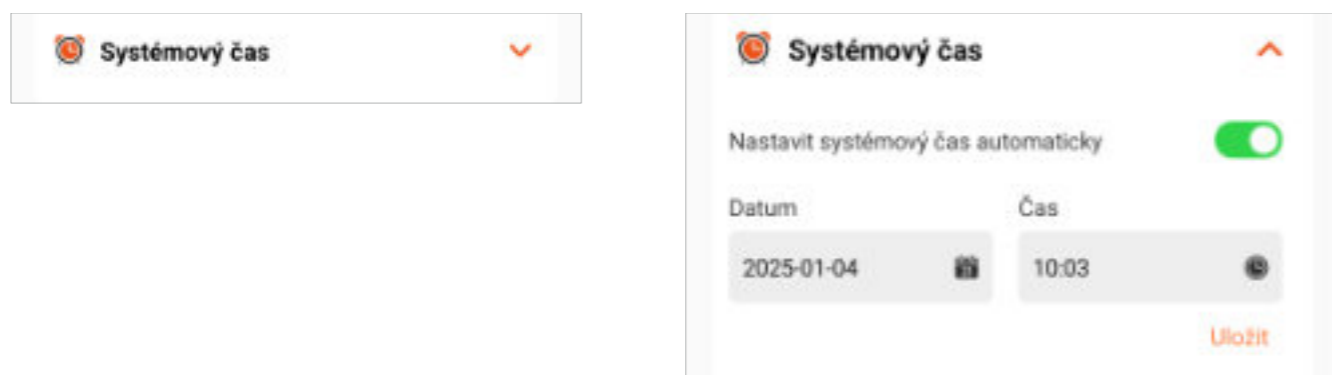 Systémový čas
Systémový čas
Nastavit systémový čas automaticky
Datum Čas
2025-01-04 10:03
Uložit